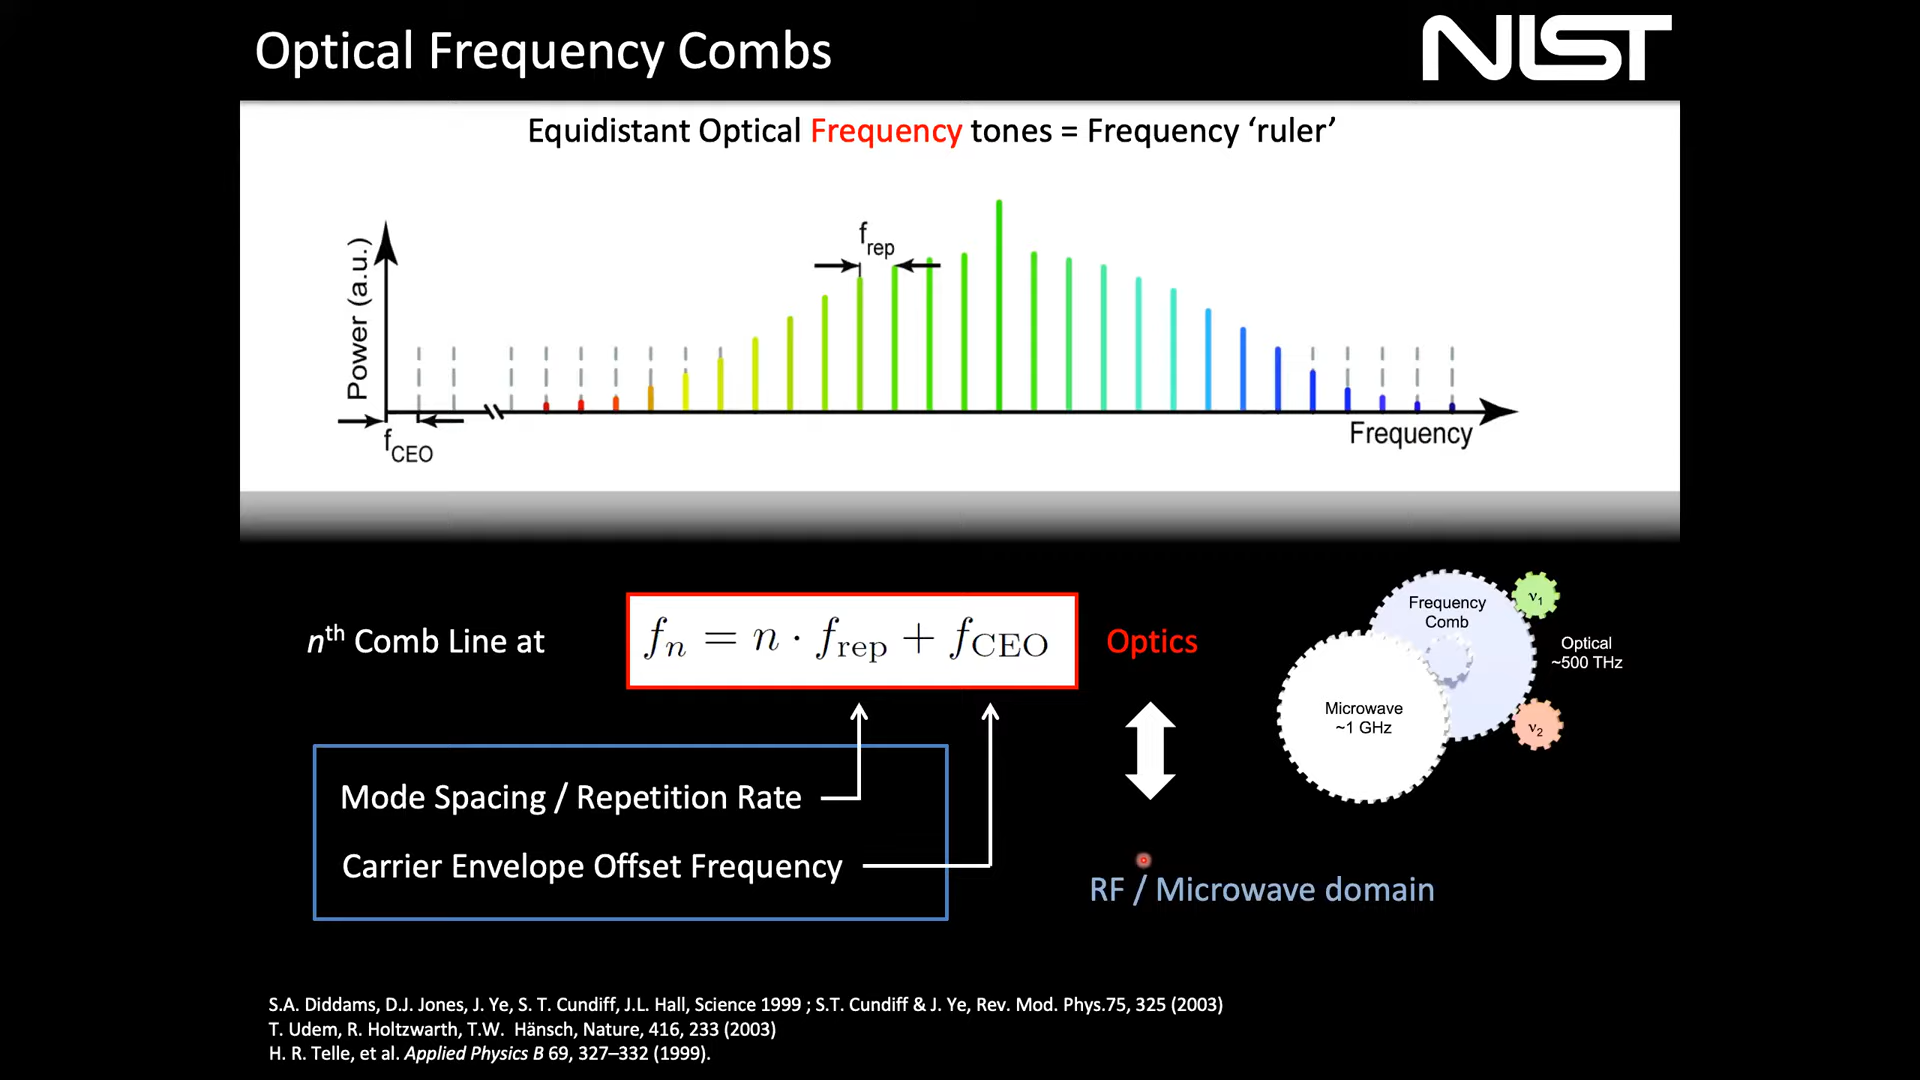 Optical Frequency Combs
NIST
Equidistant Optical Frequency tones = Frequency ‘ruler’
Power (a.u.)
f_rep
f_CEO
Frequency
nth Comb Line at
f_n = n · f_rep + f_CEO
Optics
Frequency
Comb
ν1
Optical
~500 THz
Microwave
~1 GHz
ν2
Mode Spacing / Repetition Rate
Carrier Envelope Offset Frequency
RF / Microwave domain
S.A. Diddams, D.J. Jones, J. Ye, S. T. Cundiff, J.L. Hall, Science 1999 ; S.T. Cundiff & J. Ye, Rev. Mod. Phys.75, 325 (2003)
T. Udem, R. Holtzwarth, T.W. Hänsch, Nature, 416, 233 (2003)
H. R. Telle, et al. Applied Physics B 69, 327–332 (1999).